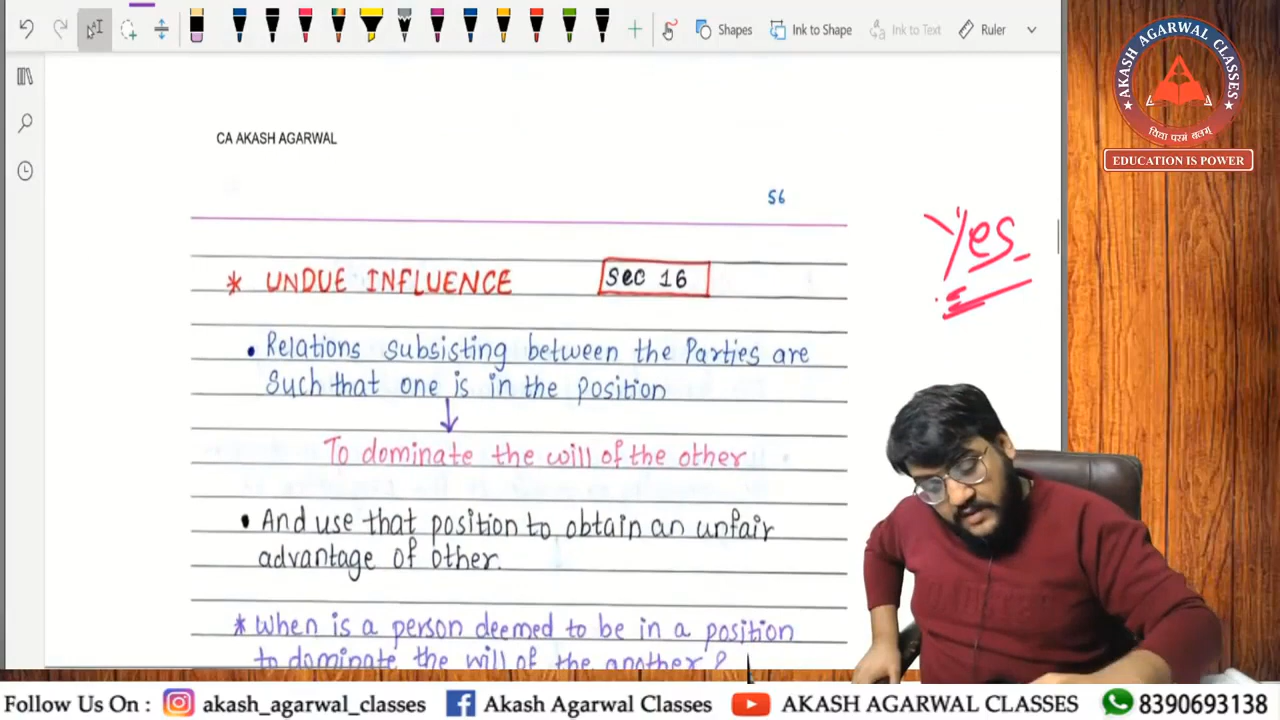 Shapes
Ink to Shape
Ink to Text
Ruler
AKASH AGARWAL CLASSES
विद्या परमं बलम्
EDUCATION IS POWER
CA AKASH AGARWAL
56
Yes
* UNDUE INFLUENCE
Sec 16
• Relations subsisting between the Parties are
Such that one is in the position
To dominate the will of the other
• And use that position to obtain an unfair
advantage of other.
* When is a person deemed to be in a position
to dominate the will of the another?
Follow Us On :
akash_agarwal_classes
Akash Agarwal Classes
AKASH AGARWAL CLASSES
8390693138